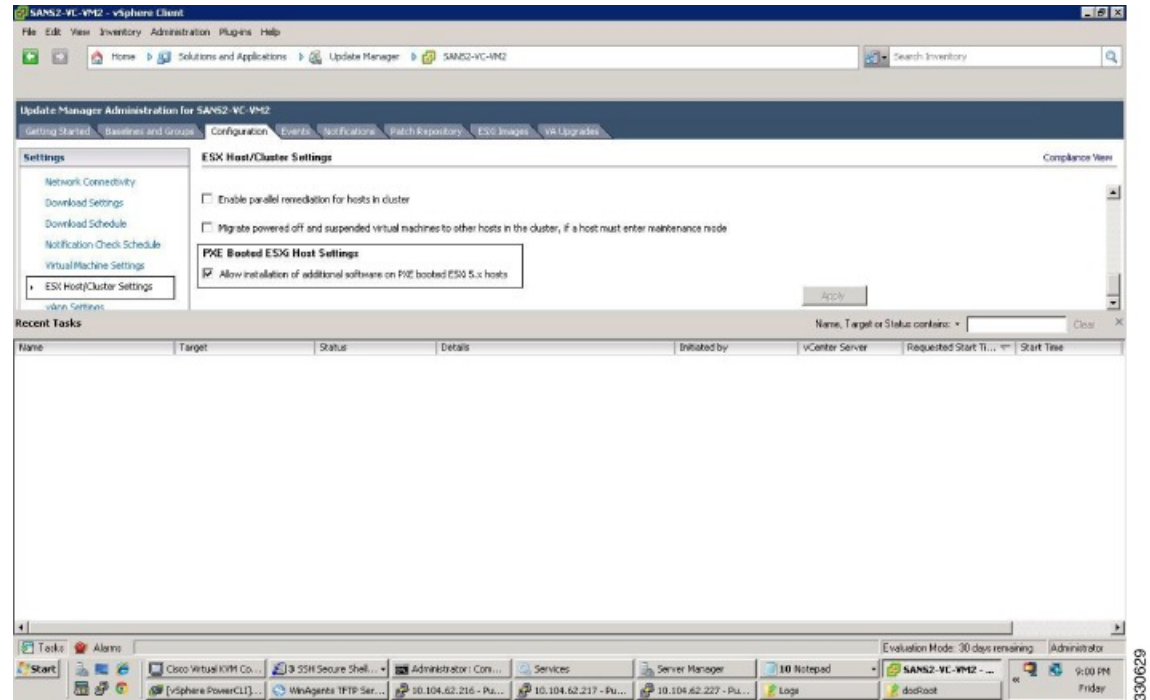 SANS2-VC-VM2 - vSphere Client
File Edit View Inventory Administration Plug-ins Help
Home Solutions and Applications Update Manager SANS2-VC-VM2 Search Inventory
Update Manager Administration for SANS2-VC-VM2
Getting Started Baselines and Groups Configuration Events Notifications Patch Repository ESXi Images VA Upgrades
Settings
Network Connectivity
Download Settings
Download Schedule
Notification Check Schedule
Virtual Machine Settings
ESX Host/Cluster Settings
vApp Settings
ESX Host/Cluster Settings Compliance View
Enable parallel remediation for hosts in cluster
Migrate powered off and suspended virtual machines to other hosts in the cluster, if a host must enter maintenance mode
PXE Booted ESXi Host Settings
Allow installation of additional software on PXE booted ESXi 5.x hosts
Apply
Recent Tasks Name, Target or Status contains: Clear
Name Target Status Details Initiated by vCenter Server Requested Start Ti... Start Time
Tasks Alarms Evaluation Mode: 30 days remaining Administrator
Start Cisco Virtual KVM Co... 3 SSH Secure Shell... Administrator: Com... Services Server Manager 10 Notepad SANS2-VC-VM2 - ... 9:00 PM
[vSphere PowerCLI]... WinAgents TFTP Ser... 10.104.62.216 - Pu... 10.104.62.217 - Pu... 10.104.62.227 - Pu... Logs docRoot Friday
330629